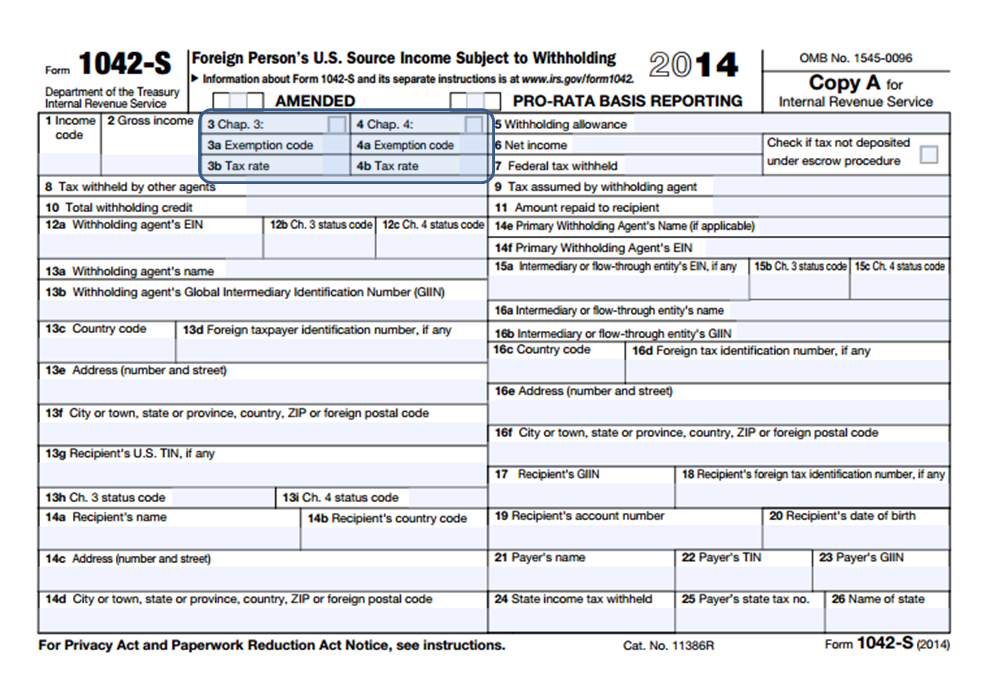 Form 1042-S
Department of the Treasury
Internal Revenue Service
Foreign Person's U.S. Source Income Subject to Withholding
▶ Information about Form 1042-S and its separate instructions is at www.irs.gov/form1042.
2014
OMB No. 1545-0096
Copy A for
Internal Revenue Service
AMENDED
PRO-RATA BASIS REPORTING
1 Income code
2 Gross income
3 Chap. 3:
4 Chap. 4:
3a Exemption code
4a Exemption code
3b Tax rate
4b Tax rate
5 Withholding allowance
6 Net income
7 Federal tax withheld
Check if tax not deposited
under escrow procedure
8 Tax withheld by other agents
9 Tax assumed by withholding agent
10 Total withholding credit
11 Amount repaid to recipient
12a Withholding agent's EIN
12b Ch. 3 status code
12c Ch. 4 status code
14e Primary Withholding Agent's Name (if applicable)
14f Primary Withholding Agent's EIN
13a Withholding agent's name
15a Intermediary or flow-through entity's EIN, if any
15b Ch. 3 status code
15c Ch. 4 status code
13b Withholding agent's Global Intermediary Identification Number (GIIN)
16a Intermediary or flow-through entity's name
13c Country code
13d Foreign taxpayer identification number, if any
16b Intermediary or flow-through entity's GIIN
16c Country code
16d Foreign tax identification number, if any
13e Address (number and street)
16e Address (number and street)
13f City or town, state or province, country, ZIP or foreign postal code
16f City or town, state or province, country, ZIP or foreign postal code
13g Recipient's U.S. TIN, if any
17 Recipient's GIIN
18 Recipient's foreign tax identification number, if any
13h Ch. 3 status code
13i Ch. 4 status code
14a Recipient's name
14b Recipient's country code
19 Recipient's account number
20 Recipient's date of birth
14c Address (number and street)
21 Payer's name
22 Payer's TIN
23 Payer's GIIN
14d City or town, state or province, country, ZIP or foreign postal code
24 State income tax withheld
25 Payer's state tax no.
26 Name of state
For Privacy Act and Paperwork Reduction Act Notice, see instructions.
Cat. No. 11386R
Form 1042-S (2014)